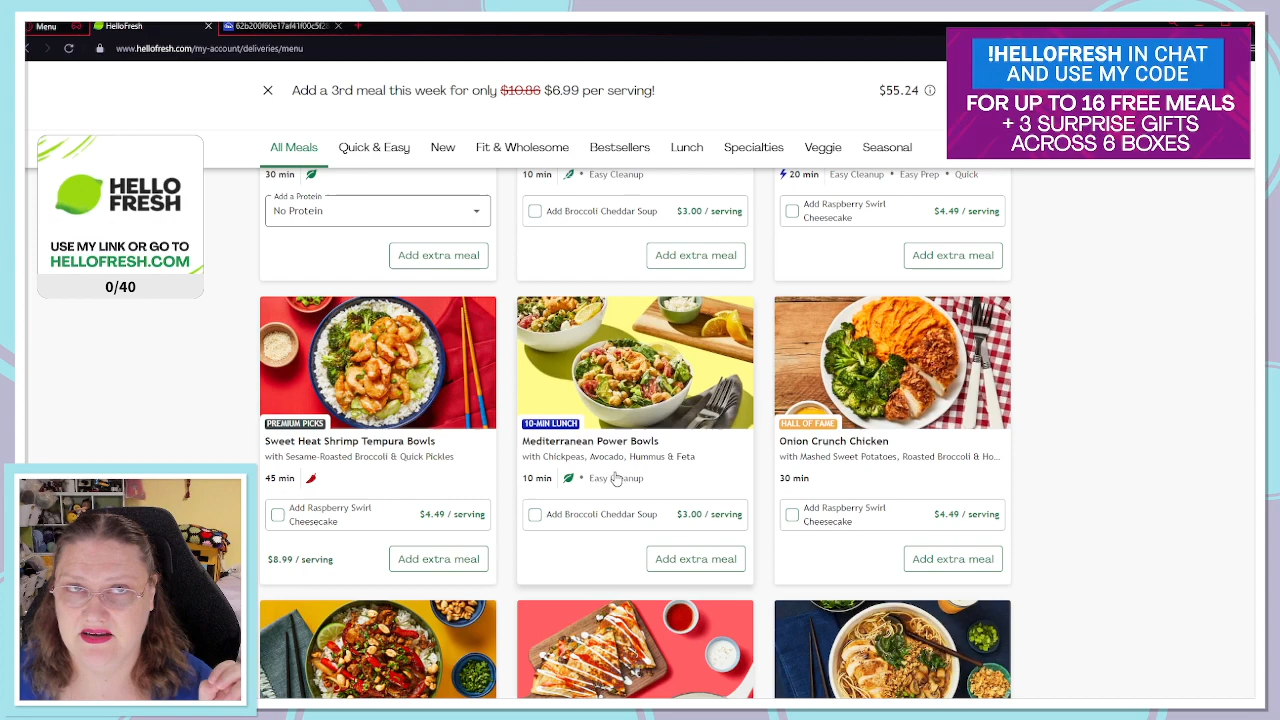 Menu
HelloFresh
62b200f60e17af41f00c5f2
www.hellofresh.com/my-account/deliveries/menu
!HELLOFRESH IN CHAT
AND USE MY CODE
FOR UP TO 16 FREE MEALS
+ 3 SURPRISE GIFTS
ACROSS 6 BOXES
Add a 3rd meal this week for only $10.86 $6.99 per serving!
$55.24
All Meals Quick & Easy New Fit & Wholesome Bestsellers Lunch Specialties Veggie Seasonal
HELLO
FRESH
USE MY LINK OR GO TO
HELLOFRESH.COM
0/40
30 min
Add a Protein
No Protein
Add extra meal
10 min • Easy Cleanup
Add Broccoli Cheddar Soup $3.00 / serving
Add extra meal
20 min Easy Cleanup • Easy Prep • Quick
Add Raspberry Swirl
Cheesecake
$4.49 / serving
Add extra meal
PREMIUM PICKS
Sweet Heat Shrimp Tempura Bowls
with Sesame-Roasted Broccoli & Quick Pickles
45 min
Add Raspberry Swirl
Cheesecake
$4.49 / serving
$8.99 / serving
Add extra meal
10-MIN LUNCH
Mediterranean Power Bowls
with Chickpeas, Avocado, Hummus & Feta
10 min • Easy Cleanup
Add Broccoli Cheddar Soup $3.00 / serving
Add extra meal
HALL OF FAME
Onion Crunch Chicken
with Mashed Sweet Potatoes, Roasted Broccoli & Ho...
30 min
Add Raspberry Swirl
Cheesecake
$4.49 / serving
Add extra meal